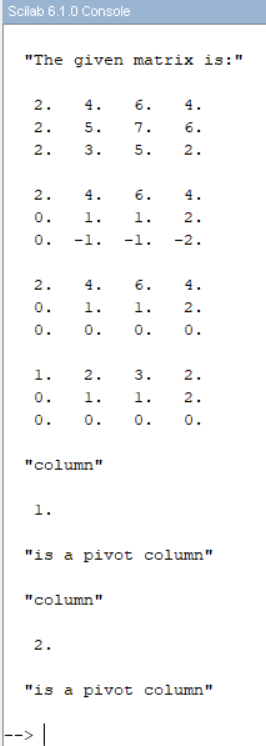 Scilab 6.1.0 Console
"The given matrix is:"
2. 4. 6. 4.
2. 5. 7. 6.
2. 3. 5. 2.
2. 4. 6. 4.
0. 1. 1. 2.
0. -1. -1. -2.
2. 4. 6. 4.
0. 1. 1. 2.
0. 0. 0. 0.
1. 2. 3. 2.
0. 1. 1. 2.
0. 0. 0. 0.
"column"
1.
"is a pivot column"
"column"
2.
"is a pivot column"
-->